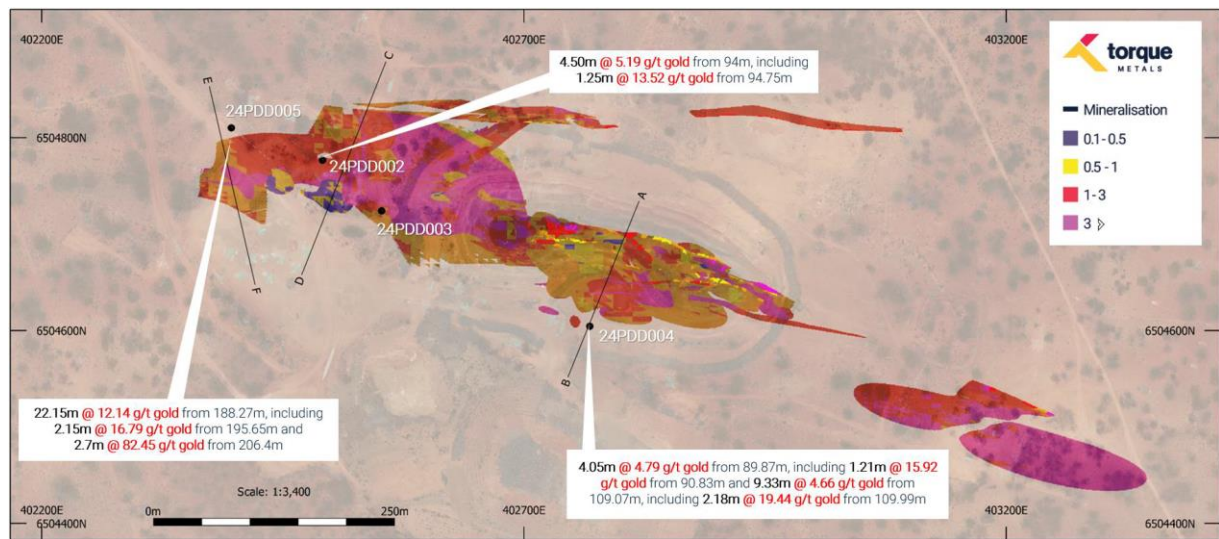 402200E
402700E
403200E
torque
METALS
Mineralisation
0.1-0.5
0.5-1
1-3
3
4.50m @ 5.19 g/t gold from 94m, including
1.25m @ 13.52 g/t gold from 94.75m
C
E
24PDD005
6504800N
6504800N
24PDD002
A
24PDD003
D
F
6504600N
6504600N
24PDD004
B
22.15m @ 12.14 g/t gold from 188.27m, including
2.15m @ 16.79 g/t gold from 195.65m and
2.7m @ 82.45 g/t gold from 206.4m
4.05m @ 4.79 g/t gold from 89.87m, including 1.21m @ 15.92
g/t gold from 90.83m and 9.33m @ 4.66 g/t gold from
109.07m, including 2.18m @ 19.44 g/t gold from 109.99m
Scale: 1:3,400
0m
250m
402200E
402700E
403200E
6504400N
6504400N